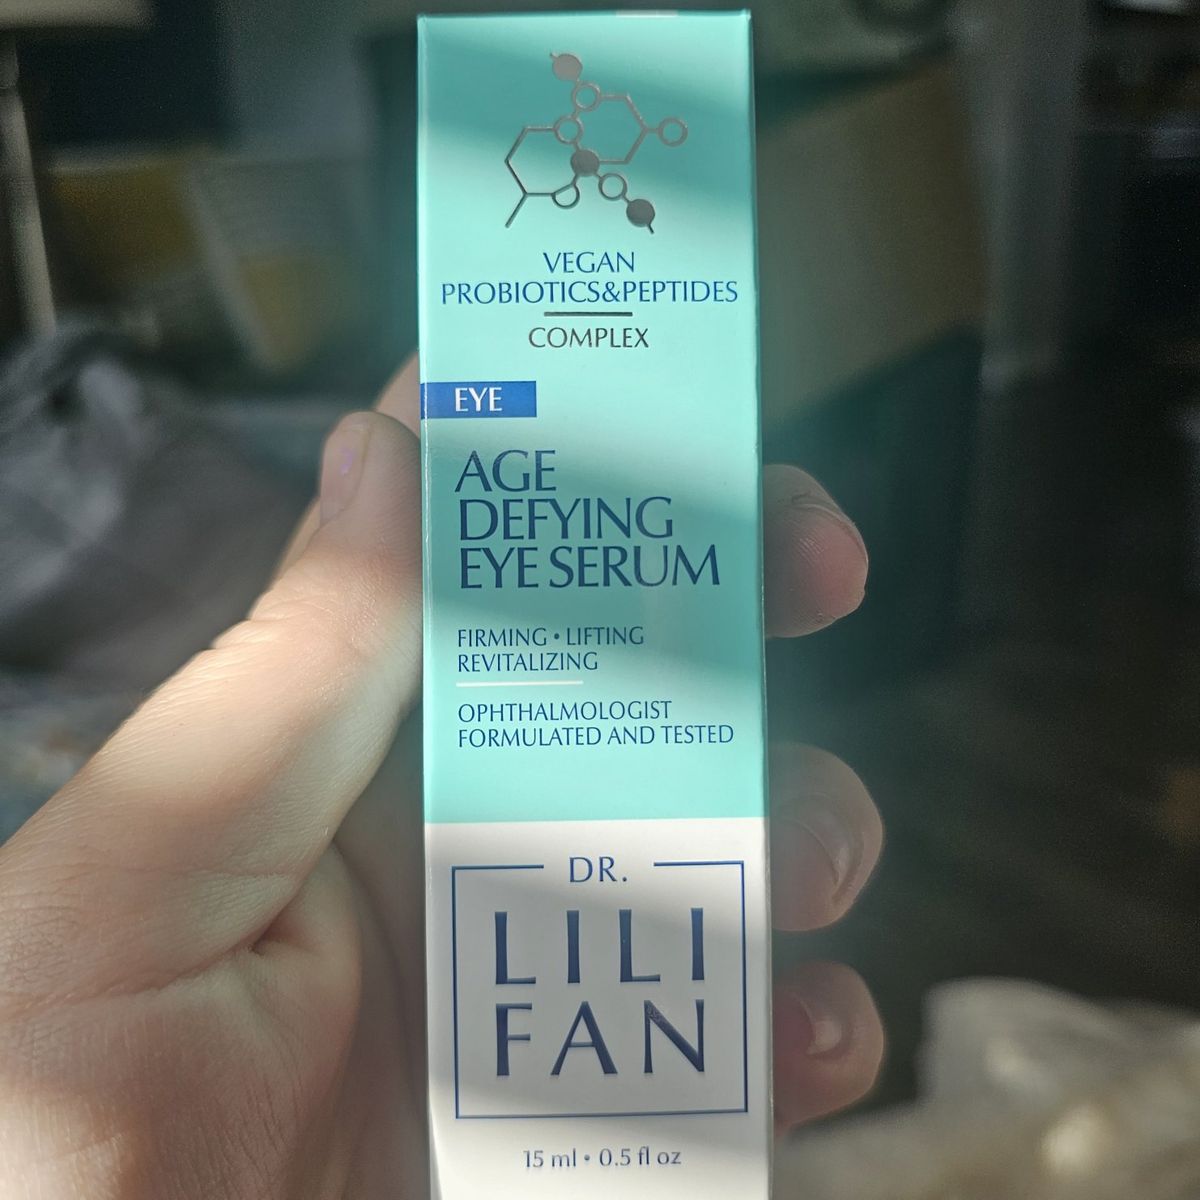 VEGAN
PROBIOTICS&PEPTIDES
COMPLEX
EYE
AGE
DEFYING
EYE SERUM
FIRMING • LIFTING
REVITALIZING
OPHTHALMOLOGIST
FORMULATED AND TESTED
DR.
LILI
FAN
15 ml • 0.5 fl oz